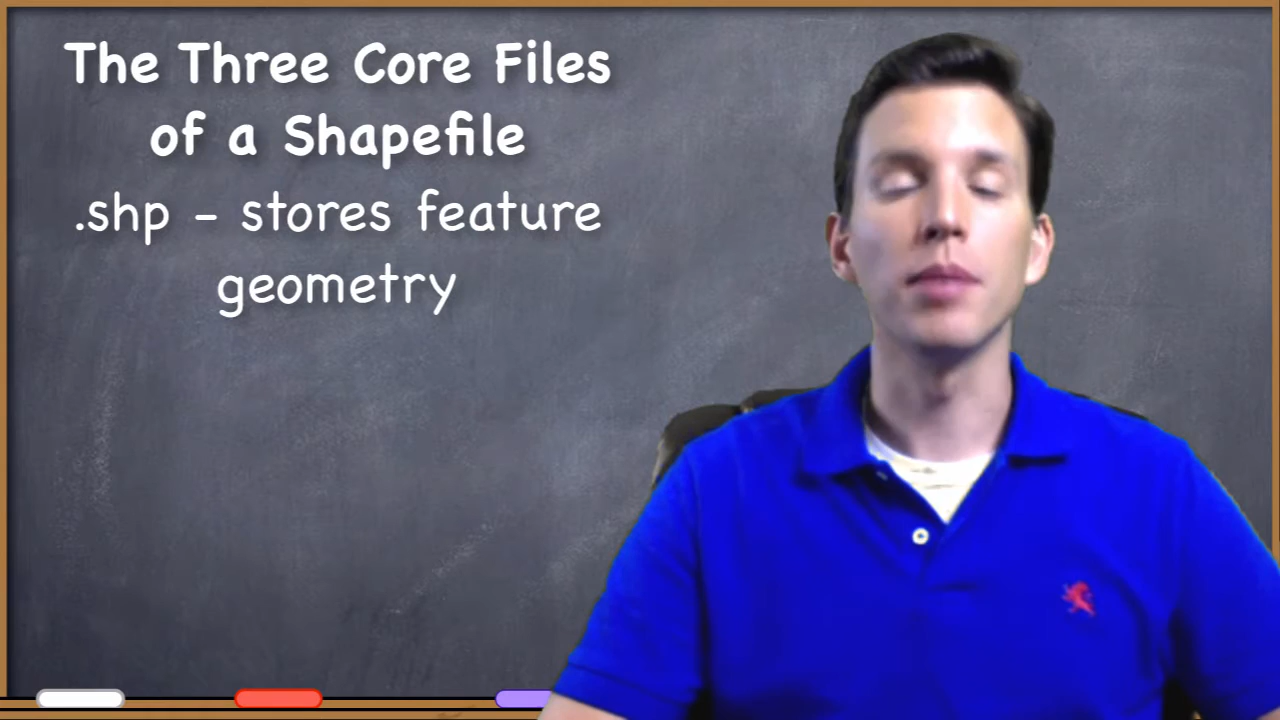 The Three Core Files
of a Shapefile
.shp - stores feature
geometry